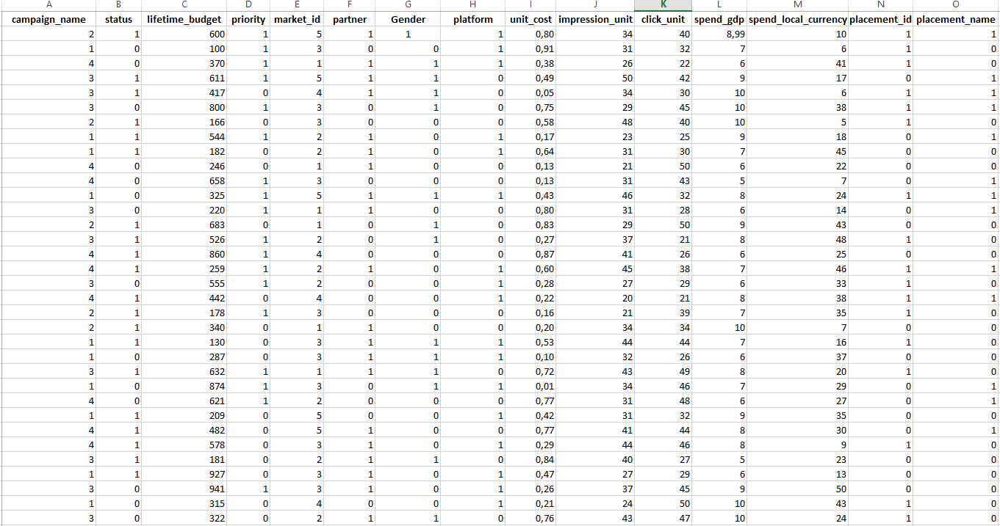 A B C D E F G H I J K L M N O
campaign_name status lifetime_budget priority market_id partner Gender platform unit_cost impression_unit click_unit spend_gdp spend_local_currency placement_id placement_name
2 1 600 1 5 1 1 1 0,80 34 40 8,99 10 1 1
1 0 100 1 3 0 0 1 0,91 31 32 7 6 1 0
4 0 370 1 1 1 1 1 0,38 26 22 6 41 1 0
3 1 611 1 5 1 1 0 0,49 50 42 9 17 0 1
3 1 417 0 4 1 1 0 0,05 34 30 10 6 1 1
3 0 800 1 3 0 1 0 0,75 29 45 10 38 1 1
2 1 166 0 3 0 0 0 0,58 48 40 10 5 1 0
1 1 544 1 2 1 0 1 0,17 23 25 9 18 0 1
1 1 182 0 2 1 0 1 0,64 31 30 7 45 0 0
4 0 246 0 1 1 0 0 0,13 21 50 6 22 0 0
4 0 658 1 3 0 0 0 0,13 31 43 5 7 0 1
1 0 325 1 5 1 1 1 0,43 46 32 8 24 1 1
3 0 220 1 1 1 0 0 0,80 31 28 6 14 0 1
2 1 683 0 1 0 1 0 0,83 29 50 9 43 0 0
3 1 526 1 2 0 1 0 0,27 37 21 8 48 1 0
4 1 860 1 4 0 0 0 0,87 41 26 6 25 0 0
4 1 259 1 2 1 0 1 0,60 45 38 7 46 1 1
3 0 555 1 2 0 0 1 0,28 27 29 6 33 1 0
4 1 442 0 4 0 0 1 0,22 20 21 8 38 1 1
2 1 178 1 3 0 0 0 0,16 21 39 7 35 1 0
2 1 340 0 1 1 0 0 0,20 34 34 10 7 0 0
1 1 130 0 3 1 1 1 0,53 44 44 7 16 1 0
1 0 287 0 3 1 1 1 0,10 32 26 6 37 0 0
3 1 632 1 1 1 1 0 0,72 43 49 8 20 1 0
1 0 874 1 3 0 1 1 0,01 34 46 7 29 0 1
4 0 621 1 2 0 0 0 0,77 31 48 6 27 0 1
1 1 209 0 5 0 0 1 0,42 31 32 9 35 0 0
4 1 482 0 5 1 0 0 0,77 41 44 8 30 0 1
4 1 578 0 3 1 0 1 0,29 44 46 8 9 1 0
3 1 181 0 2 1 1 0 0,84 40 27 5 23 0 0
1 1 927 0 3 1 0 1 0,47 27 29 6 13 0 0
3 0 941 1 3 1 0 1 0,26 37 45 9 50 0 0
1 0 315 0 4 0 0 1 0,21 24 50 10 43 1 0
3 0 322 0 2 1 1 0 0,76 43 47 10 24 1 0